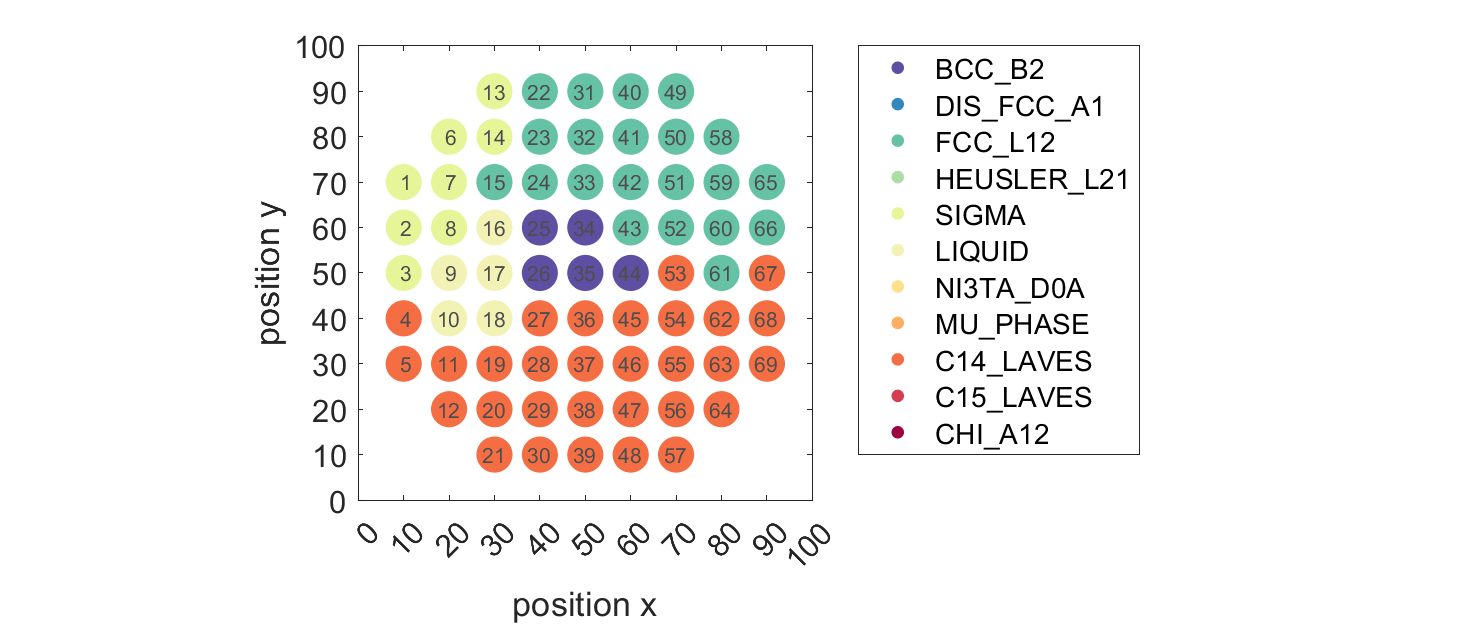 100
90
80
70
60
50
40
30
20
10
0
position y
13 22 31 40 49
6 14 23 32 41 50 58
1 7 15 24 33 42 51 59 65
2 8 16 25 34 43 52 60 66
3 9 17 26 35 44 53 61 67
4 10 18 27 36 45 54 62 68
5 11 19 28 37 46 55 63 69
12 20 29 38 47 56 64
21 30 39 48 57
0 10 20 30 40 50 60 70 80 90 100
position x
BCC_B2
DIS_FCC_A1
FCC_L12
HEUSLER_L21
SIGMA
LIQUID
NI3TA_D0A
MU_PHASE
C14_LAVES
C15_LAVES
CHI_A12